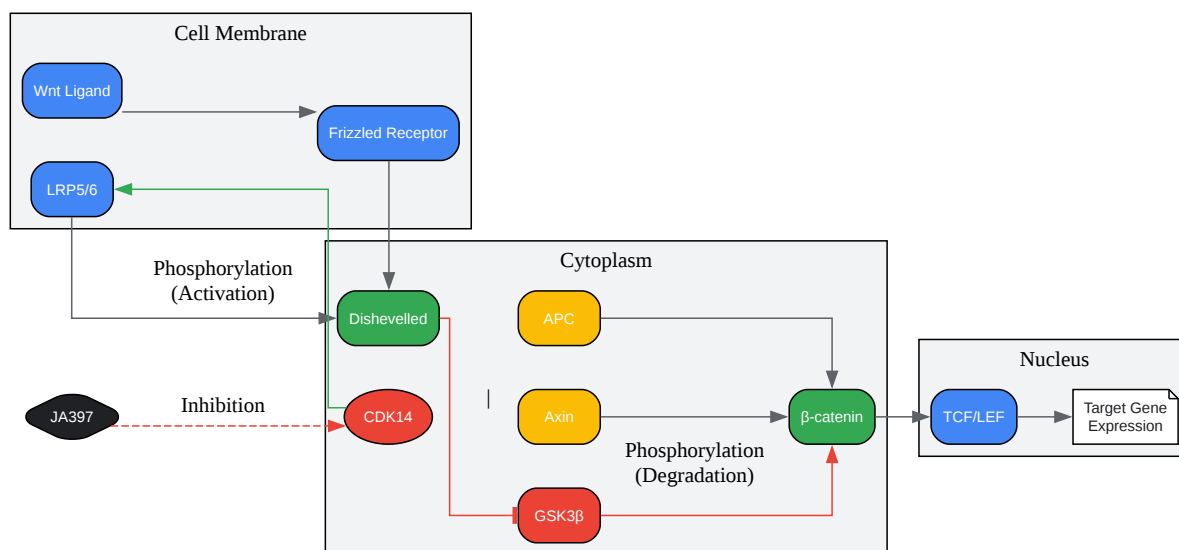 Cell Membrane
Wnt Ligand
Frizzled Receptor
LRP5/6
Phosphorylation
(Activation)
Cytoplasm
Dishevelled
APC
JA397
Inhibition
CDK14
|
Axin
β-catenin
Phosphorylation
(Degradation)
GSK3β
Nucleus
TCF/LEF
Target Gene
Expression